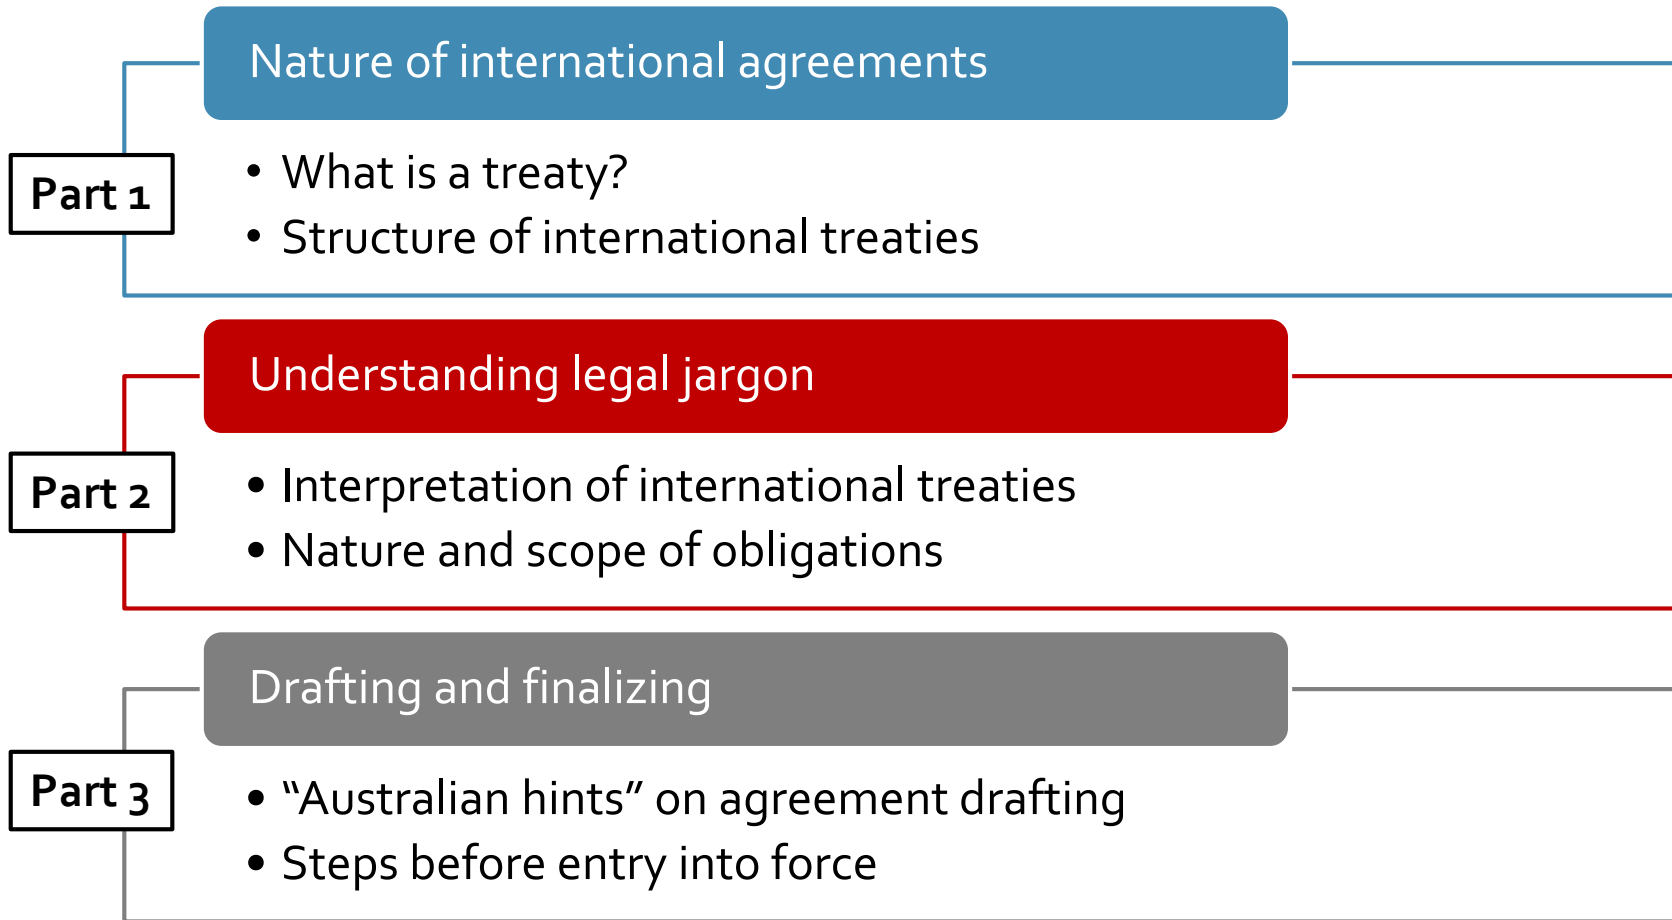 Nature of international agreements
Part 1
• What is a treaty?
• Structure of international treaties
Understanding legal jargon
Part 2
• Interpretation of international treaties
• Nature and scope of obligations
Drafting and finalizing
Part 3
• “Australian hints” on agreement drafting
• Steps before entry into force